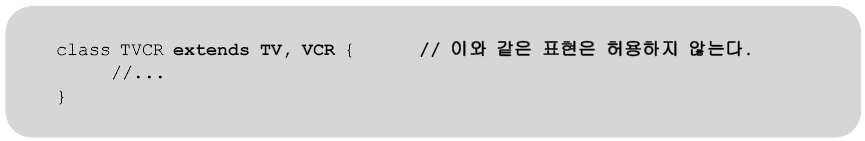 class TVCR extends TV, VCR {     // 이와 같은 표현은 허용하지 않는다.
    //...
}